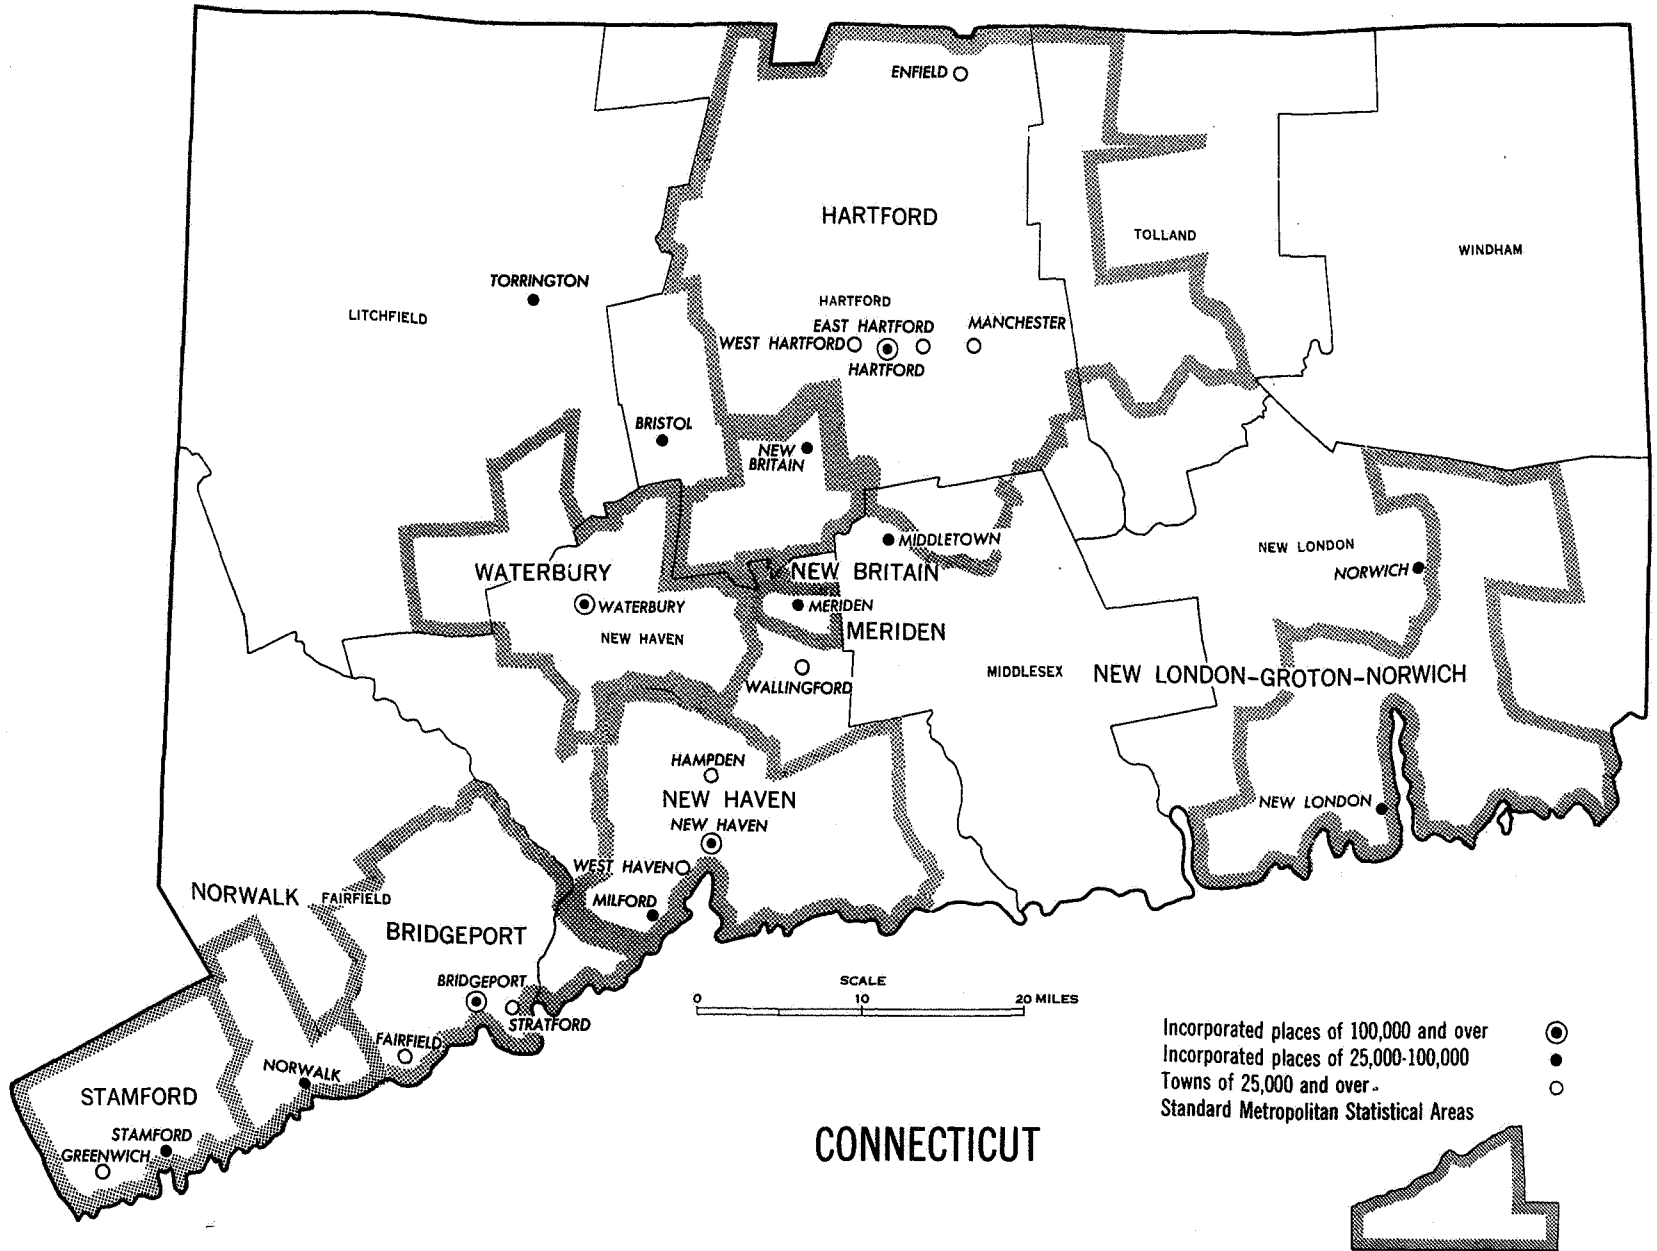 ENFIELD
HARTFORD
TOLLAND
WINDHAM
TORRINGTON
LITCHFIELD
HARTFORD
EAST HARTFORD
MANCHESTER
WEST HARTFORD
HARTFORD
BRISTOL
NEW
BRITAIN
MIDDLETOWN
NEW LONDON
NORWICH
WATERBURY
NEW BRITAIN
WATERBURY
MERIDEN
NEW HAVEN
MERIDEN
WALLINGFORD
MIDDLESEX
NEW LONDON-GROTON-NORWICH
HAMPDEN
NEW HAVEN
NEW LONDON
NEW HAVEN
WEST HAVEN
MILFORD
NORWALK
FAIRFIELD
BRIDGEPORT
BRIDGEPORT
STRATFORD
FAIRFIELD
NORWALK
STAMFORD
STAMFORD
GREENWICH
SCALE
0 10 20 MILES
Incorporated places of 100,000 and over
Incorporated places of 25,000-100,000
Towns of 25,000 and over
Standard Metropolitan Statistical Areas
CONNECTICUT